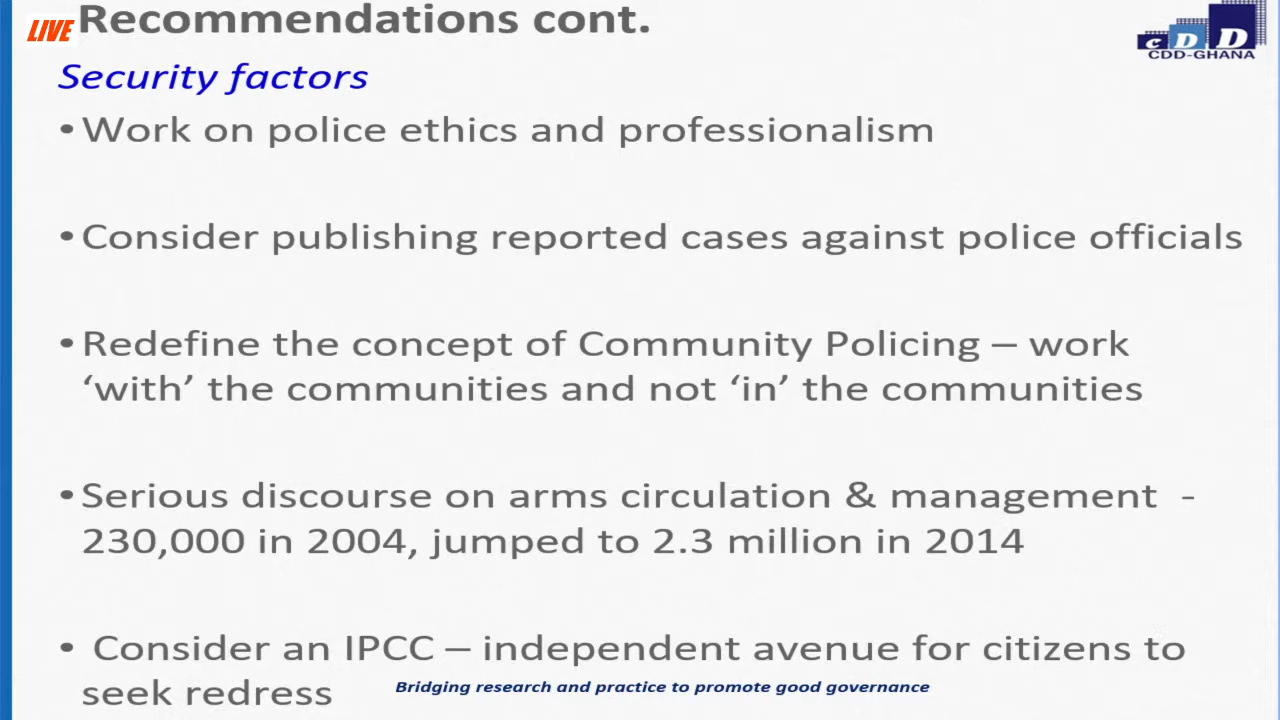 Recommendations cont.
LIVE
CDD
CDD-GHANA
Security factors
•Work on police ethics and professionalism
•Consider publishing reported cases against police officials
•Redefine the concept of Community Policing – work
‘with’ the communities and not ‘in’ the communities
•Serious discourse on arms circulation & management  -
230,000 in 2004, jumped to 2.3 million in 2014
• Consider an IPCC – independent avenue for citizens to
seek redress
Bridging research and practice to promote good governance